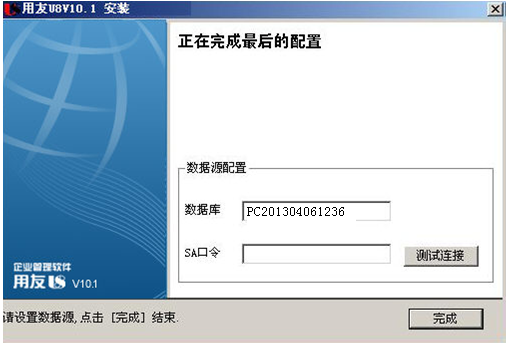 用友U8V10.1 安装
正在完成最后的配置
数据源配置
数据库 PC201304061236
SA口令
测试连接
企业管理软件
用友U8 V10.1
请设置数据源,点击 [完成] 结束.
完成